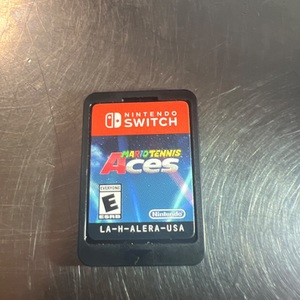 NINTENDO
SWITCH
MARIO TENNIS
Aces
EVERYONE
E
ESRB
Nintendo
LA-H-ALERA-USA